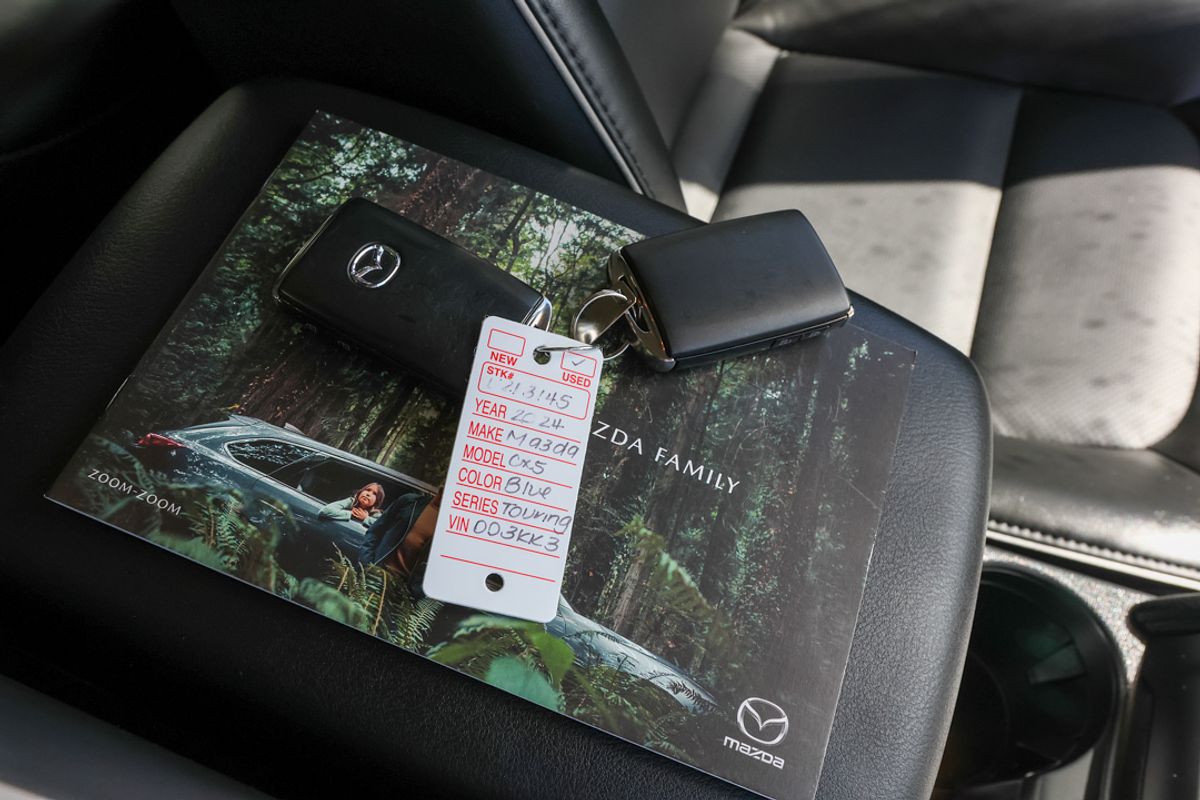 NEW
USED
STK#
213145
YEAR 2024
MAKE Mazda
MODEL CX5
COLOR Blue
SERIES Touring
VIN 003KK3
ZDA FAMILY
ZOOM-ZOOM
mazda